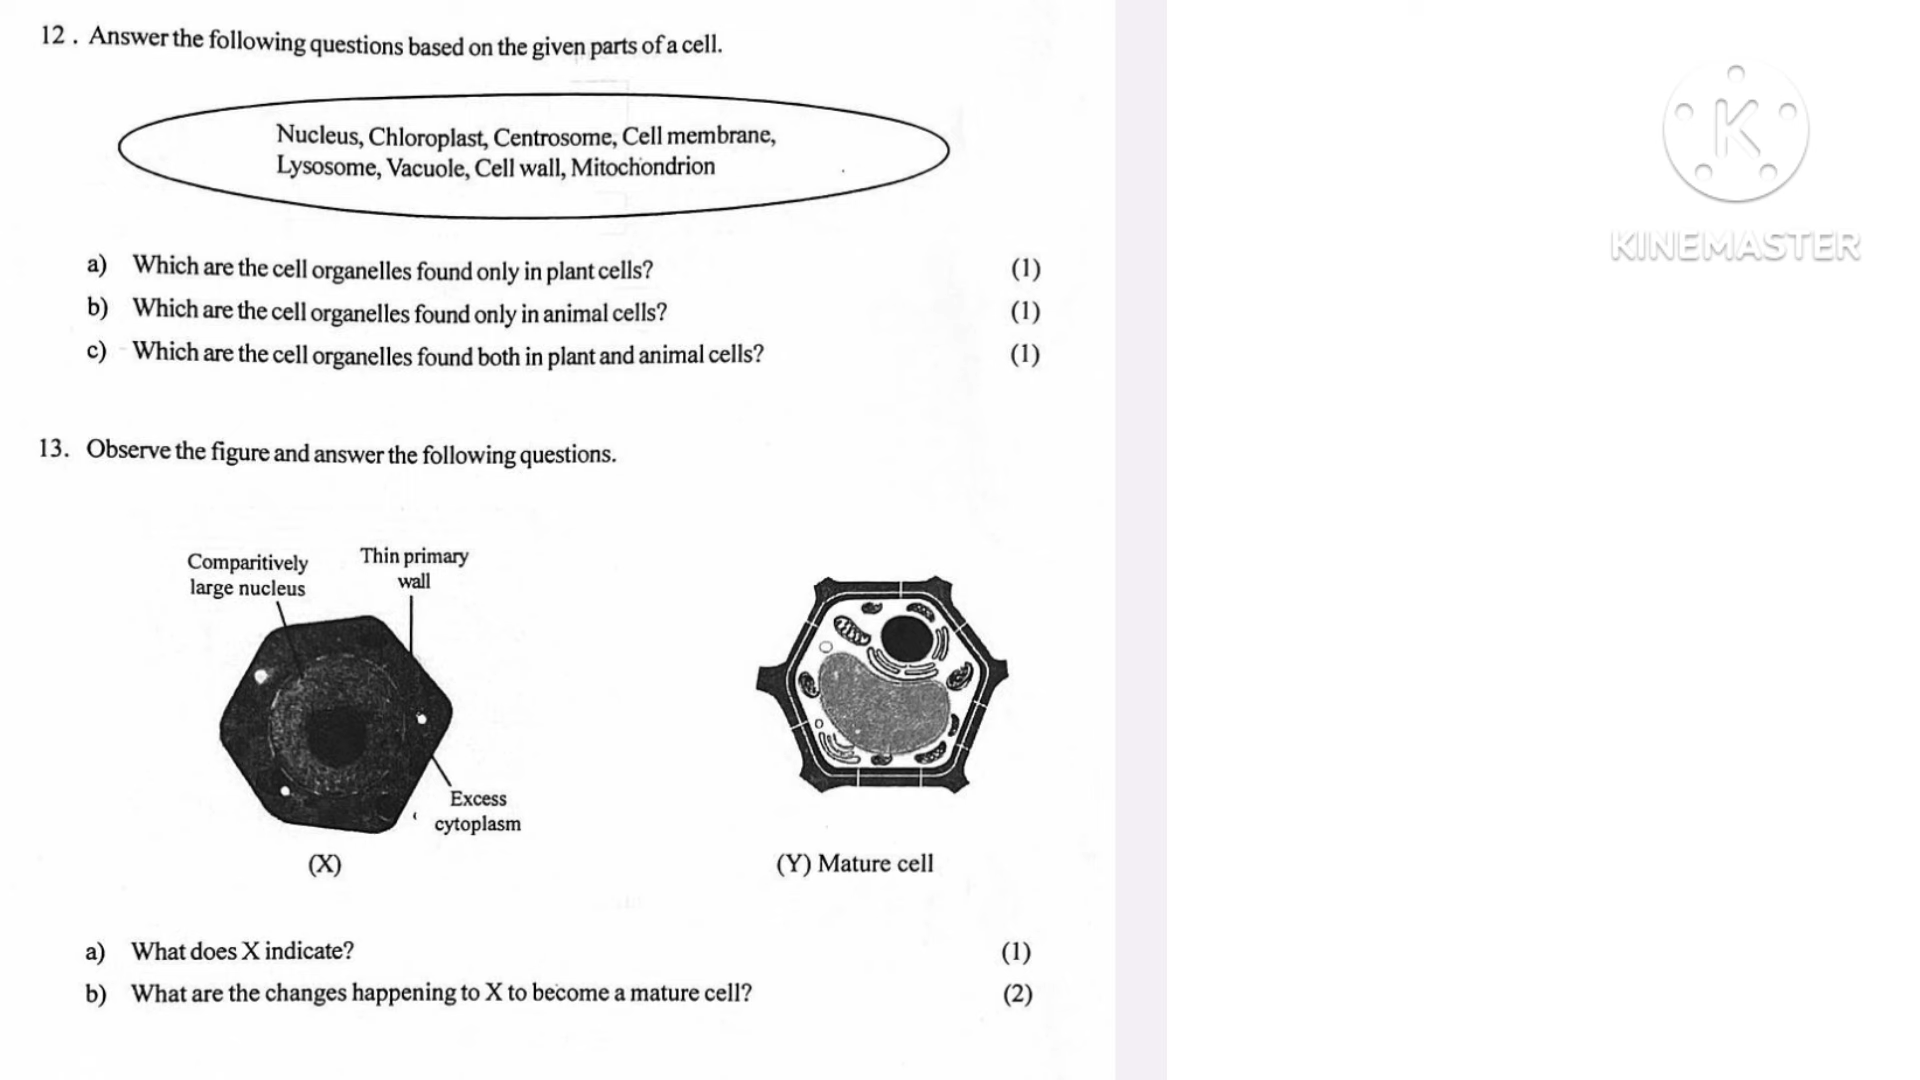 12 . Answer the following questions based on the given parts of a cell.
Nucleus, Chloroplast, Centrosome, Cell membrane,
Lysosome, Vacuole, Cell wall, Mitochondrion
a) Which are the cell organelles found only in plant cells? (1)
b) Which are the cell organelles found only in animal cells? (1)
c) Which are the cell organelles found both in plant and animal cells? (1)
13. Observe the figure and answer the following questions.
Comparitively
large nucleus
Thin primary
wall
Excess
cytoplasm
(X)
(Y) Mature cell
a) What does X indicate? (1)
b) What are the changes happening to X to become a mature cell? (2)
K
KINEMASTER